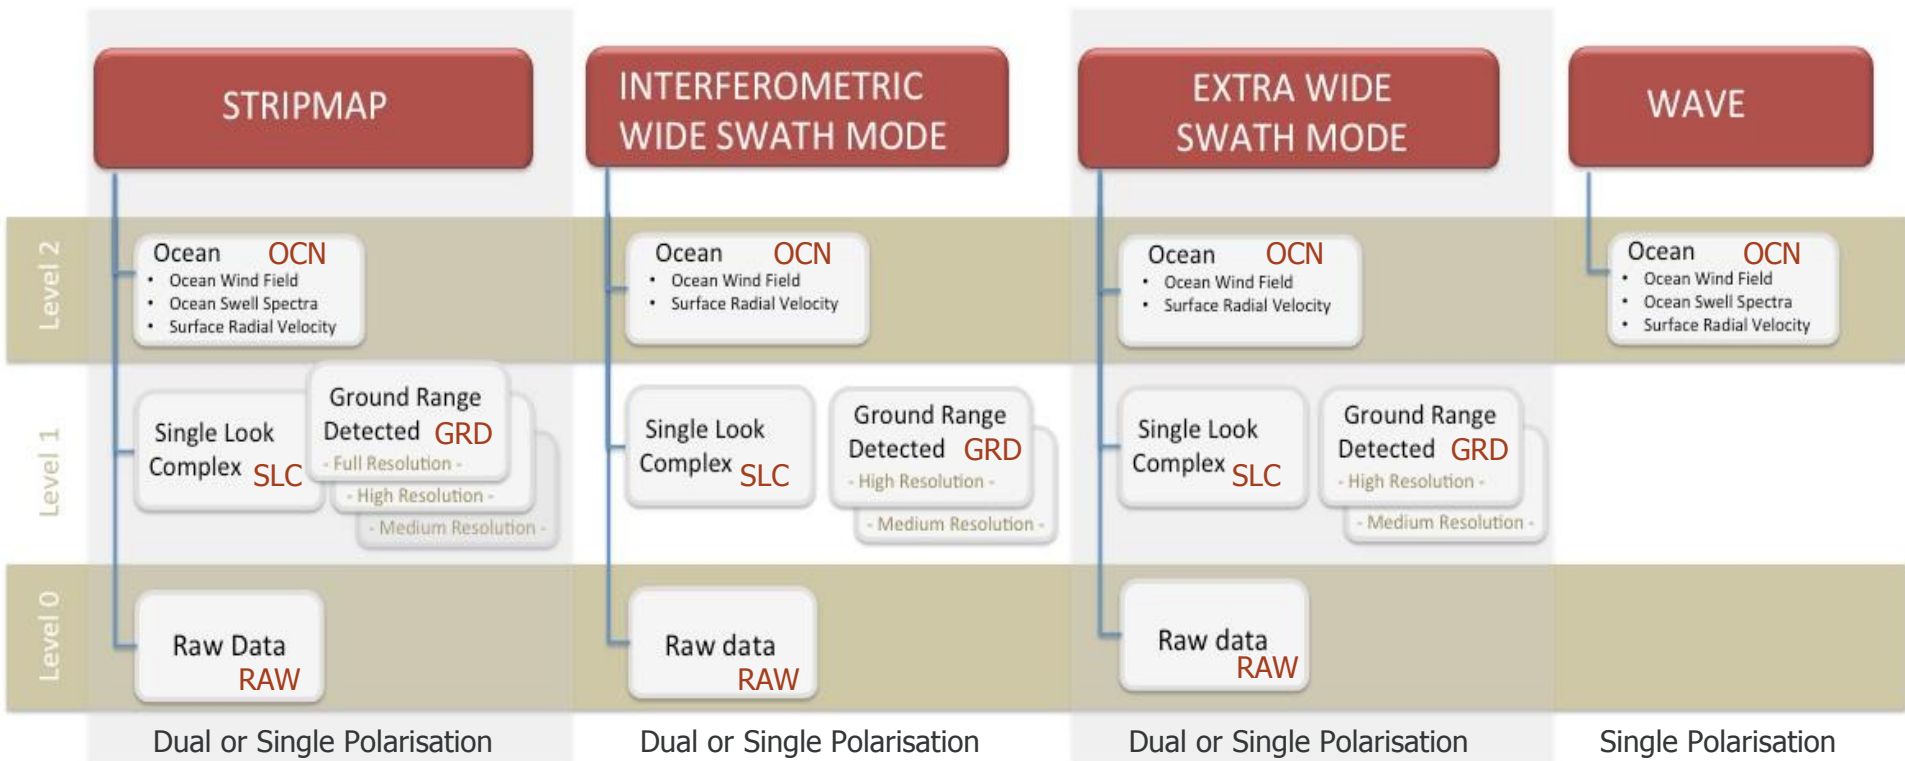 STRIPMAP
INTERFEROMETRIC
WIDE SWATH MODE
EXTRA WIDE
SWATH MODE
WAVE
Level 2
Ocean OCN
• Ocean Wind Field
• Ocean Swell Spectra
• Surface Radial Velocity
Ocean OCN
• Ocean Wind Field
• Surface Radial Velocity
Ocean OCN
• Ocean Wind Field
• Surface Radial Velocity
Ocean OCN
• Ocean Wind Field
• Ocean Swell Spectra
• Surface Radial Velocity
Level 1
Single Look
Complex SLC
Ground Range
Detected GRD
- Full Resolution -
- High Resolution -
- Medium Resolution -
Single Look
Complex SLC
Ground Range
Detected GRD
- High Resolution -
- Medium Resolution -
Single Look
Complex SLC
Ground Range
Detected GRD
- High Resolution -
- Medium Resolution -
Level 0
Raw Data
RAW
Raw data
RAW
Raw data
RAW
Dual or Single Polarisation
Dual or Single Polarisation
Dual or Single Polarisation
Single Polarisation